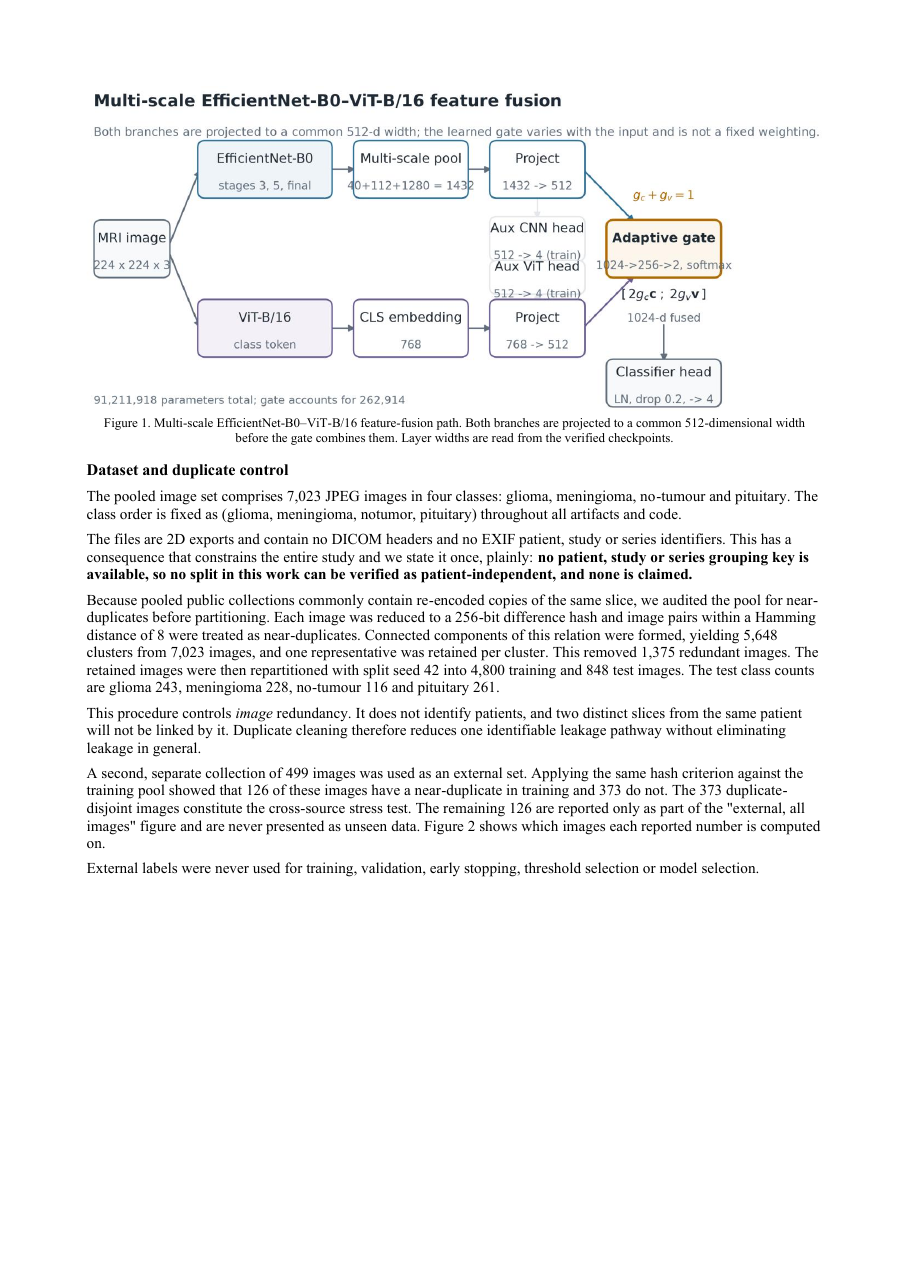 Multi-scale EfficientNet-B0–ViT-B/16 feature fusion
Both branches are projected to a common 512-d width; the learned gate varies with the input and is not a fixed weighting.
EfficientNet-B0
stages 3, 5, final
Multi-scale pool
40+112+1280 = 1432
Project
1432 -> 512
g_c + g_v = 1
MRI image
224 x 224 x 3
Aux CNN head
512 -> 4 (train)
Aux ViT head
512 -> 4 (train)
Adaptive gate
1024->256->2, softmax
[2g_c c ; 2g_v v]
1024-d fused
ViT-B/16
class token
CLS embedding
768
Project
768 -> 512
Classifier head
LN, drop 0.2, -> 4
91,211,918 parameters total; gate accounts for 262,914
Figure 1. Multi-scale EfficientNet-B0–ViT-B/16 feature-fusion path. Both branches are projected to a common 512-dimensional width
before the gate combines them. Layer widths are read from the verified checkpoints.
Dataset and duplicate control
The pooled image set comprises 7,023 JPEG images in four classes: glioma, meningioma, no-tumour and pituitary. The
class order is fixed as (glioma, meningioma, notumor, pituitary) throughout all artifacts and code.
The files are 2D exports and contain no DICOM headers and no EXIF patient, study or series identifiers. This has a
consequence that constrains the entire study and we state it once, plainly: no patient, study or series grouping key is
available, so no split in this work can be verified as patient-independent, and none is claimed.
Because pooled public collections commonly contain re-encoded copies of the same slice, we audited the pool for near-
duplicates before partitioning. Each image was reduced to a 256-bit difference hash and image pairs within a Hamming
distance of 8 were treated as near-duplicates. Connected components of this relation were formed, yielding 5,648
clusters from 7,023 images, and one representative was retained per cluster. This removed 1,375 redundant images. The
retained images were then repartitioned with split seed 42 into 4,800 training and 848 test images. The test class counts
are glioma 243, meningioma 228, no-tumour 116 and pituitary 261.
This procedure controls image redundancy. It does not identify patients, and two distinct slices from the same patient
will not be linked by it. Duplicate cleaning therefore reduces one identifiable leakage pathway without eliminating
leakage in general.
A second, separate collection of 499 images was used as an external set. Applying the same hash criterion against the
training pool showed that 126 of these images have a near-duplicate in training and 373 do not. The 373 duplicate-
disjoint images constitute the cross-source stress test. The remaining 126 are reported only as part of the "external, all
images" figure and are never presented as unseen data. Figure 2 shows which images each reported number is computed
on.
External labels were never used for training, validation, early stopping, threshold selection or model selection.